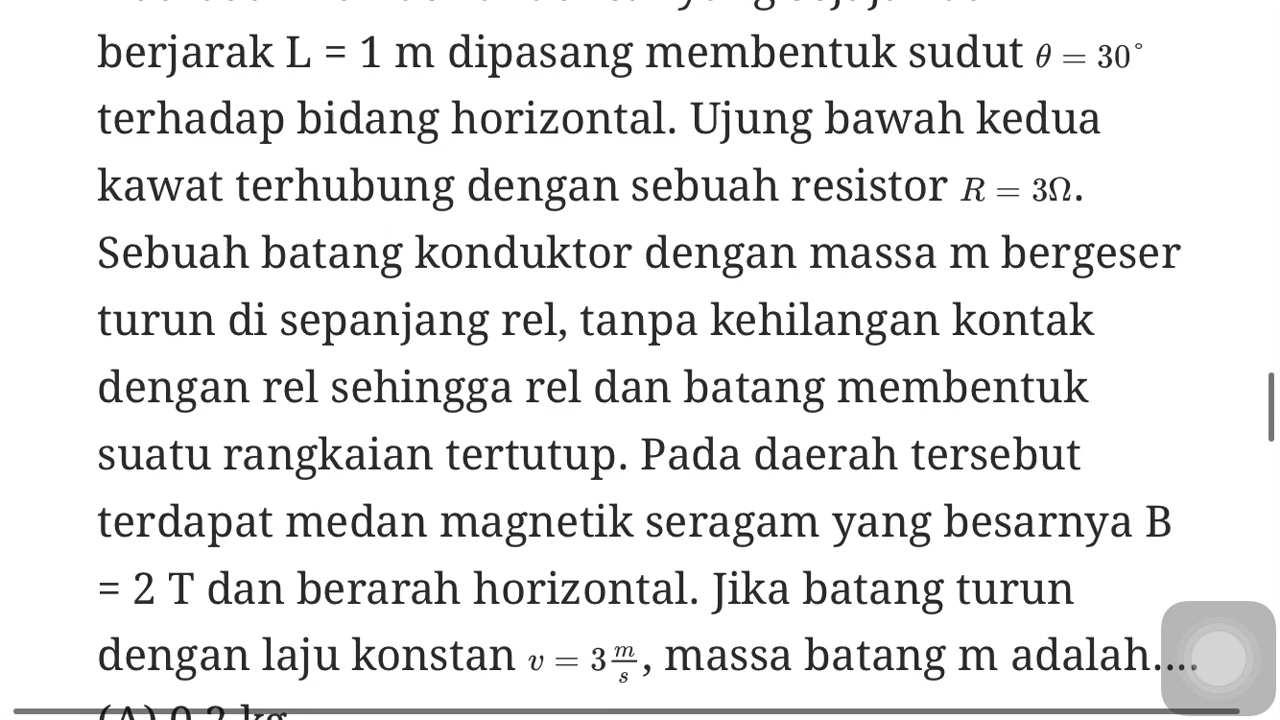 berjarak L = 1 m dipasang membentuk sudut θ = 30°
terhadap bidang horizontal. Ujung bawah kedua
kawat terhubung dengan sebuah resistor R = 3Ω.
Sebuah batang konduktor dengan massa m bergeser
turun di sepanjang rel, tanpa kehilangan kontak
dengan rel sehingga rel dan batang membentuk
suatu rangkaian tertutup. Pada daerah tersebut
terdapat medan magnetik seragam yang besarnya B
= 2 T dan berarah horizontal. Jika batang turun
dengan laju konstan v = 3 m/s, massa batang m adalah....
(A) 0,2 kg